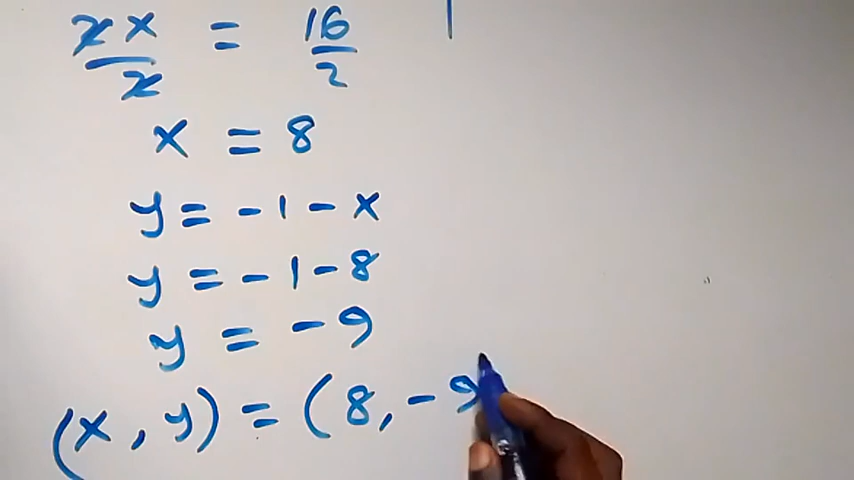 2x/2 = 16/2
x = 8
y = -1 - x
y = -1 - 8
y = -9
(x, y) = (8, -9